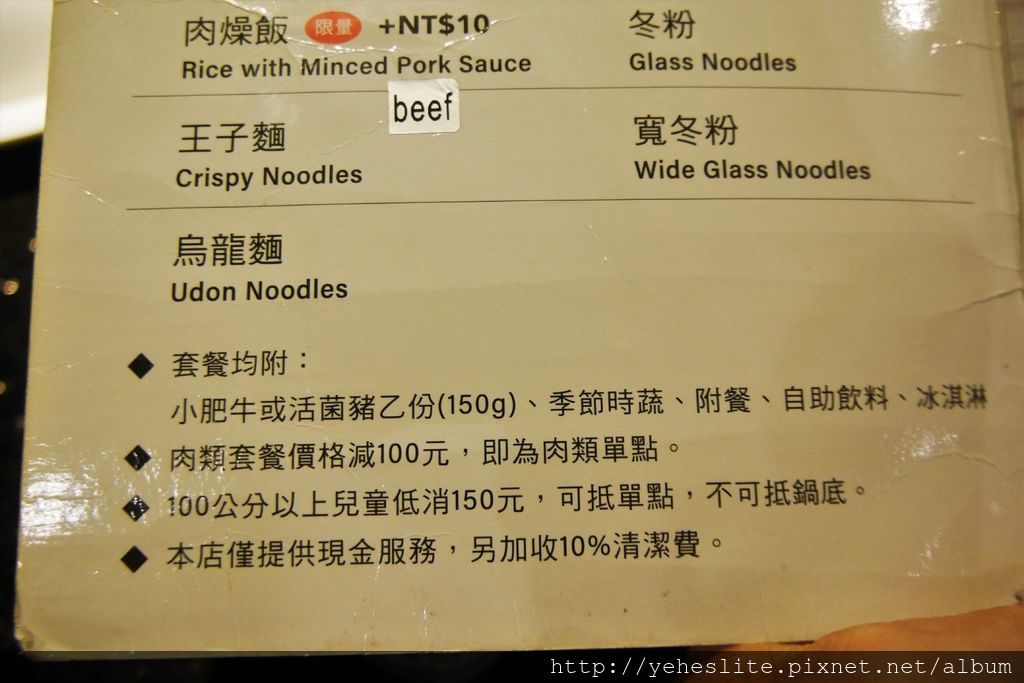 肉燥飯 限量 +NT$10
Rice with Minced Pork Sauce
冬粉
Glass Noodles
beef
王子麵
Crispy Noodles
寬冬粉
Wide Glass Noodles
烏龍麵
Udon Noodles
◆ 套餐均附：
小肥牛或活菌豬乙份(150g)、季節時蔬、附餐、自助飲料、冰淇淋
◆ 肉類套餐價格減100元，即為肉類單點。
◆ 100公分以上兒童低消150元，可抵單點，不可抵鍋底。
◆ 本店僅提供現金服務，另加收10%清潔費。
http://yeheslite.pixnet.net/album